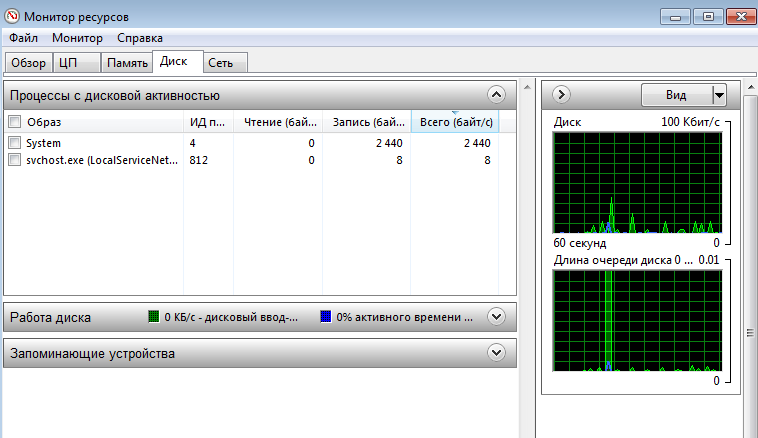 Монитор ресурсов
Файл Монитор Справка
Обзор ЦП Память Диск Сеть
Процессы с дисковой активностью
Образ ИД п... Чтение (бай... Запись (бай... Всего (байт/с)
System 4 0 2 440 2 440
svchost.exe (LocalServiceNet... 812 0 8 8
Работа диска 0 КБ/с - дисковый ввод-... 0% активного времени ...
Запоминающие устройства
Вид
Диск 100 Кбит/с
60 секунд 0
Длина очереди диска 0 ... 0.01
0